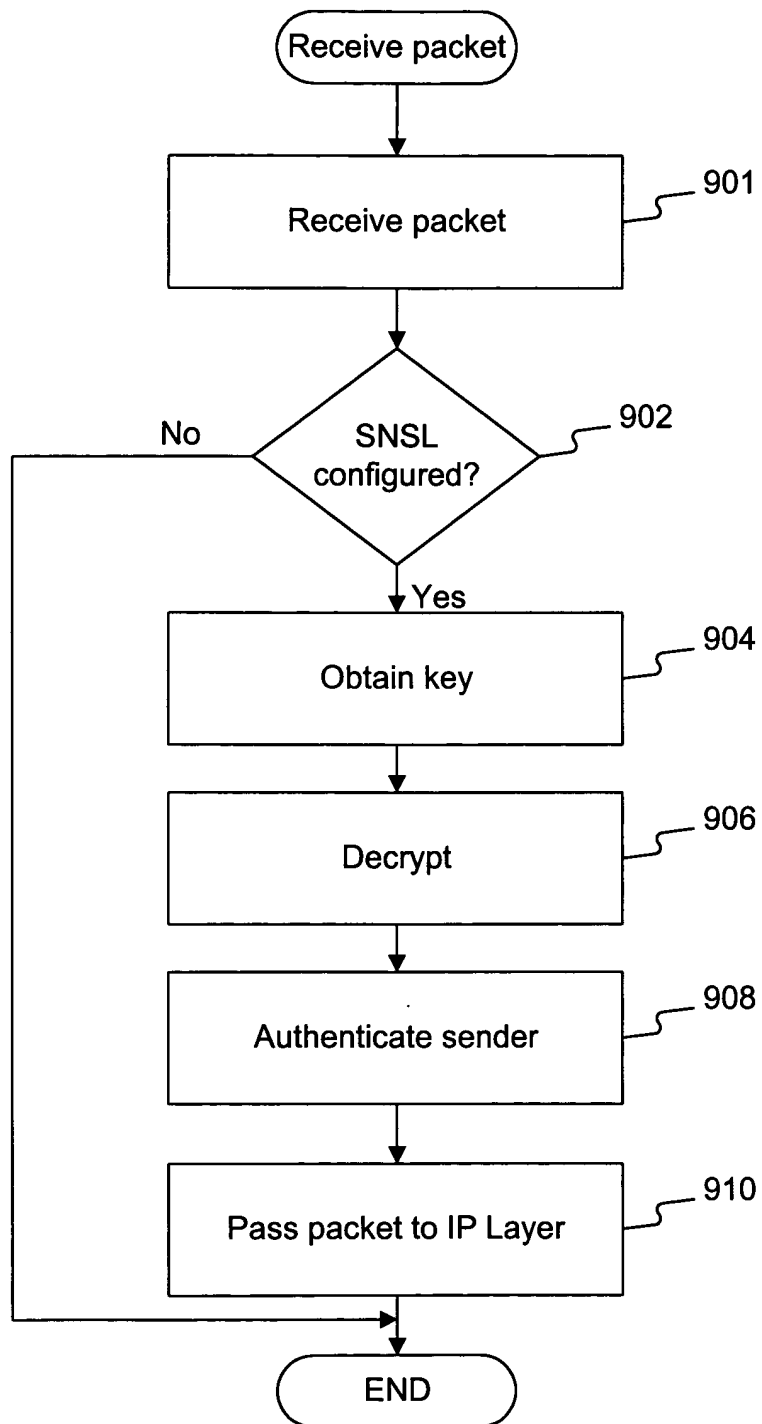 Receive packet
Receive packet
901
No
SNSL
configured?
902
Yes
Obtain key
904
Decrypt
906
Authenticate sender
908
Pass packet to IP Layer
910
END